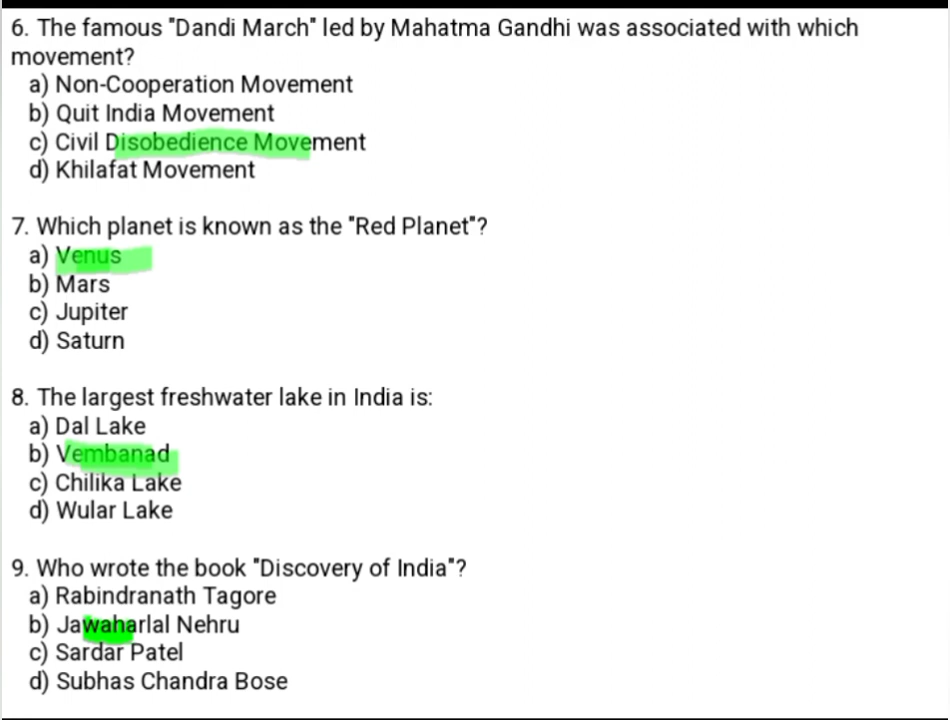 6. The famous "Dandi March" led by Mahatma Gandhi was associated with which
movement?
a) Non-Cooperation Movement
b) Quit India Movement
c) Civil Disobedience Movement
d) Khilafat Movement
7. Which planet is known as the "Red Planet"?
a) Venus
b) Mars
c) Jupiter
d) Saturn
8. The largest freshwater lake in India is:
a) Dal Lake
b) Vembanad
c) Chilika Lake
d) Wular Lake
9. Who wrote the book "Discovery of India"?
a) Rabindranath Tagore
b) Jawaharlal Nehru
c) Sardar Patel
d) Subhas Chandra Bose